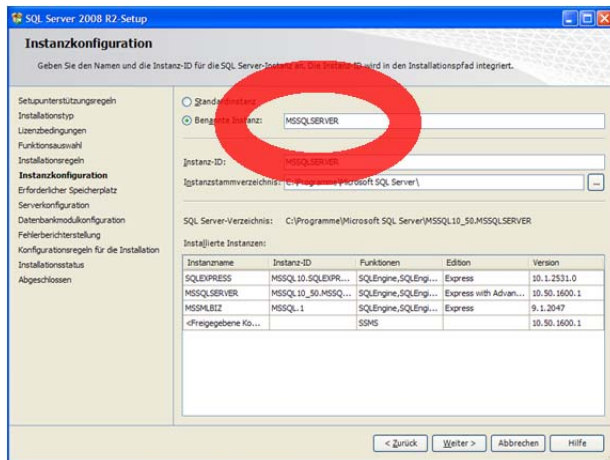 SQL Server 2008 R2-Setup
Instanzkonfiguration
Geben Sie den Namen und die Instanz-ID für die SQL Server-Instanz an. Die Instanz-ID wird in den Installationspfad integriert.
Setupunterstützungsregeln
Installationstyp
Lizenzbedingungen
Funktionsauswahl
Installationsregeln
Instanzkonfiguration
Erforderlicher Speicherplatz
Serverkonfiguration
Datenbankmodulkonfiguration
Fehlerberichterstellung
Konfigurationsregeln für die Installation
Installationsstatus
Abgeschlossen
Standardinstanz
Benannte Instanz: MSSQLSERVER
Instanz-ID: MSSQLSERVER
Instanzstammverzeichnis: C:\Programme\Microsoft SQL Server\ ...
SQL Server-Verzeichnis: C:\Programme\Microsoft SQL Server\MSSQL10_50.MSSQLSERVER
Installierte Instanzen:
Instanzname Instanz-ID Funktionen Edition Version
SQLEXPRESS MSSQL10.SQLEXPR... SQLEngine,SQLEngi... Express 10.1.2531.0
MSSQLSERVER MSSQL10_50.MSSQ... SQLEngine,SQLEngi... Express with Advan... 10.50.1600.1
MSSMLBIZ MSSQL.1 SQLEngine,SQLEngi... Express 9.1.2047
<Freigegebene Ko... SSMS 10.50.1600.1
< Zurück Weiter > Abbrechen Hilfe